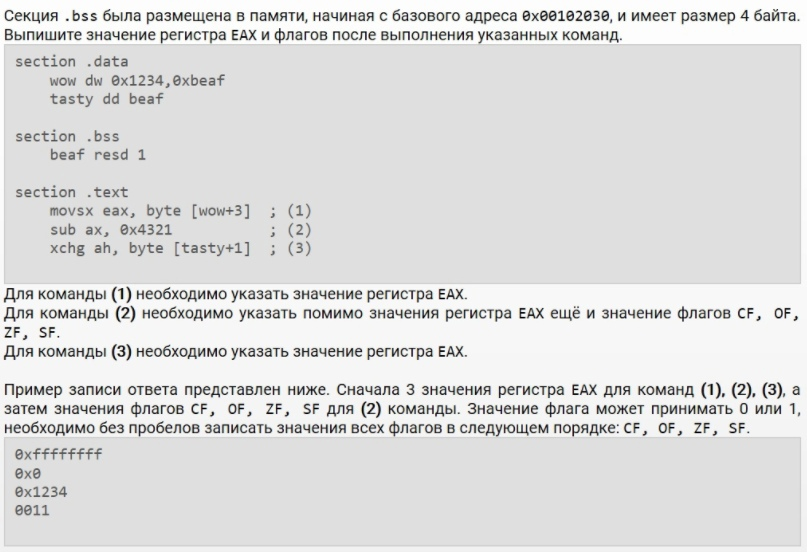 Секция .bss была размещена в памяти, начиная с базового адреса 0x00102030, и имеет размер 4 байта.
Выпишите значение регистра EAX и флагов после выполнения указанных команд.
section .data
    wow dw 0x1234,0xbeaf
    tasty dd beaf
section .bss
    beaf resd 1
section .text
    movsx eax, byte [wow+3]  ; (1)
    sub ax, 0x4321           ; (2)
    xchg ah, byte [tasty+1]  ; (3)
Для команды (1) необходимо указать значение регистра EAX.
Для команды (2) необходимо указать помимо значения регистра EAX ещё и значение флагов CF, OF,
ZF, SF.
Для команды (3) необходимо указать значение регистра EAX.
Пример записи ответа представлен ниже. Сначала 3 значения регистра EAX для команд (1), (2), (3), а
затем значения флагов CF, OF, ZF, SF для (2) команды. Значение флага может принимать 0 или 1,
необходимо без пробелов записать значения всех флагов в следующем порядке: CF, OF, ZF, SF.
0xffffffff
0x0
0x1234
0011